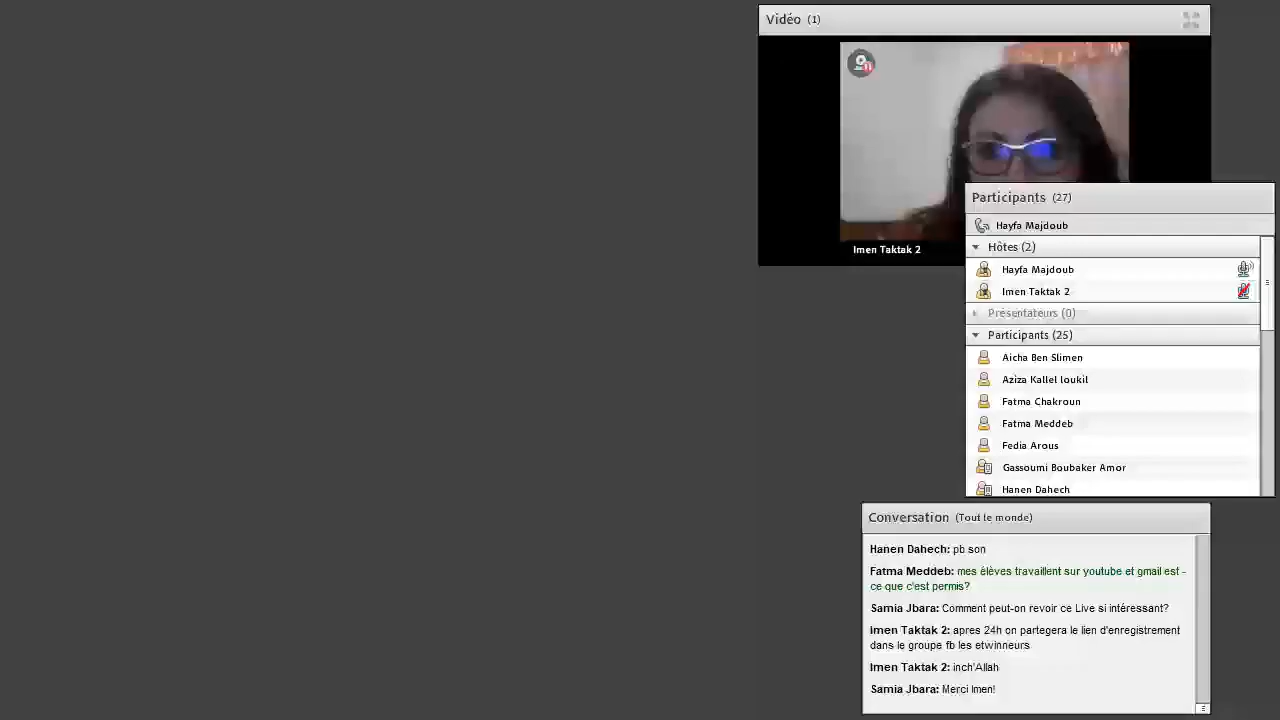 Vidéo (1)
Imen Taktak 2
Participants (27)
Hayfa Majdoub
Hôtes (2)
Hayfa Majdoub
Imen Taktak 2
Présentateurs (0)
Participants (25)
Aicha Ben Slimen
Aziza Kallel loukil
Fatma Chakroun
Fatma Meddeb
Fedia Arous
Gassoumi Boubaker Amor
Hanen Dahech
Conversation (Tout le monde)
Hanen Dahech: pb son
Fatma Meddeb: mes élèves travaillent sur youtube et gmail est -
ce que c'est permis?
Samia Jbara: Comment peut-on revoir ce Live si intéressant?
Imen Taktak 2: apres 24h on partegera le lien d'enregistrement
dans le groupe fb les etwinneurs
Imen Taktak 2: inch'Allah
Samia Jbara: Merci Imen!